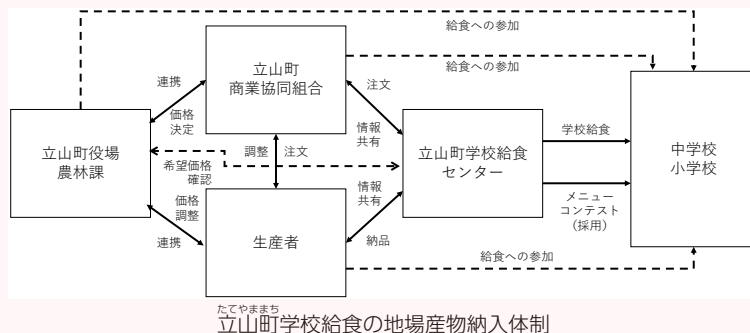 給食への参加
給食への参加
連携
立山町
商業協同組合
注文
価格
決定
情報
共有
学校給食
立山町役場
農林課
調整
注文
希望価格
確認
立山町学校給食
センター
中学校
小学校
価格
調整
情報
共有
メニュー
コンテスト
(採用)
連携
生産者
納品
給食への参加
たてやままち
立山町学校給食の地場産物納入体制